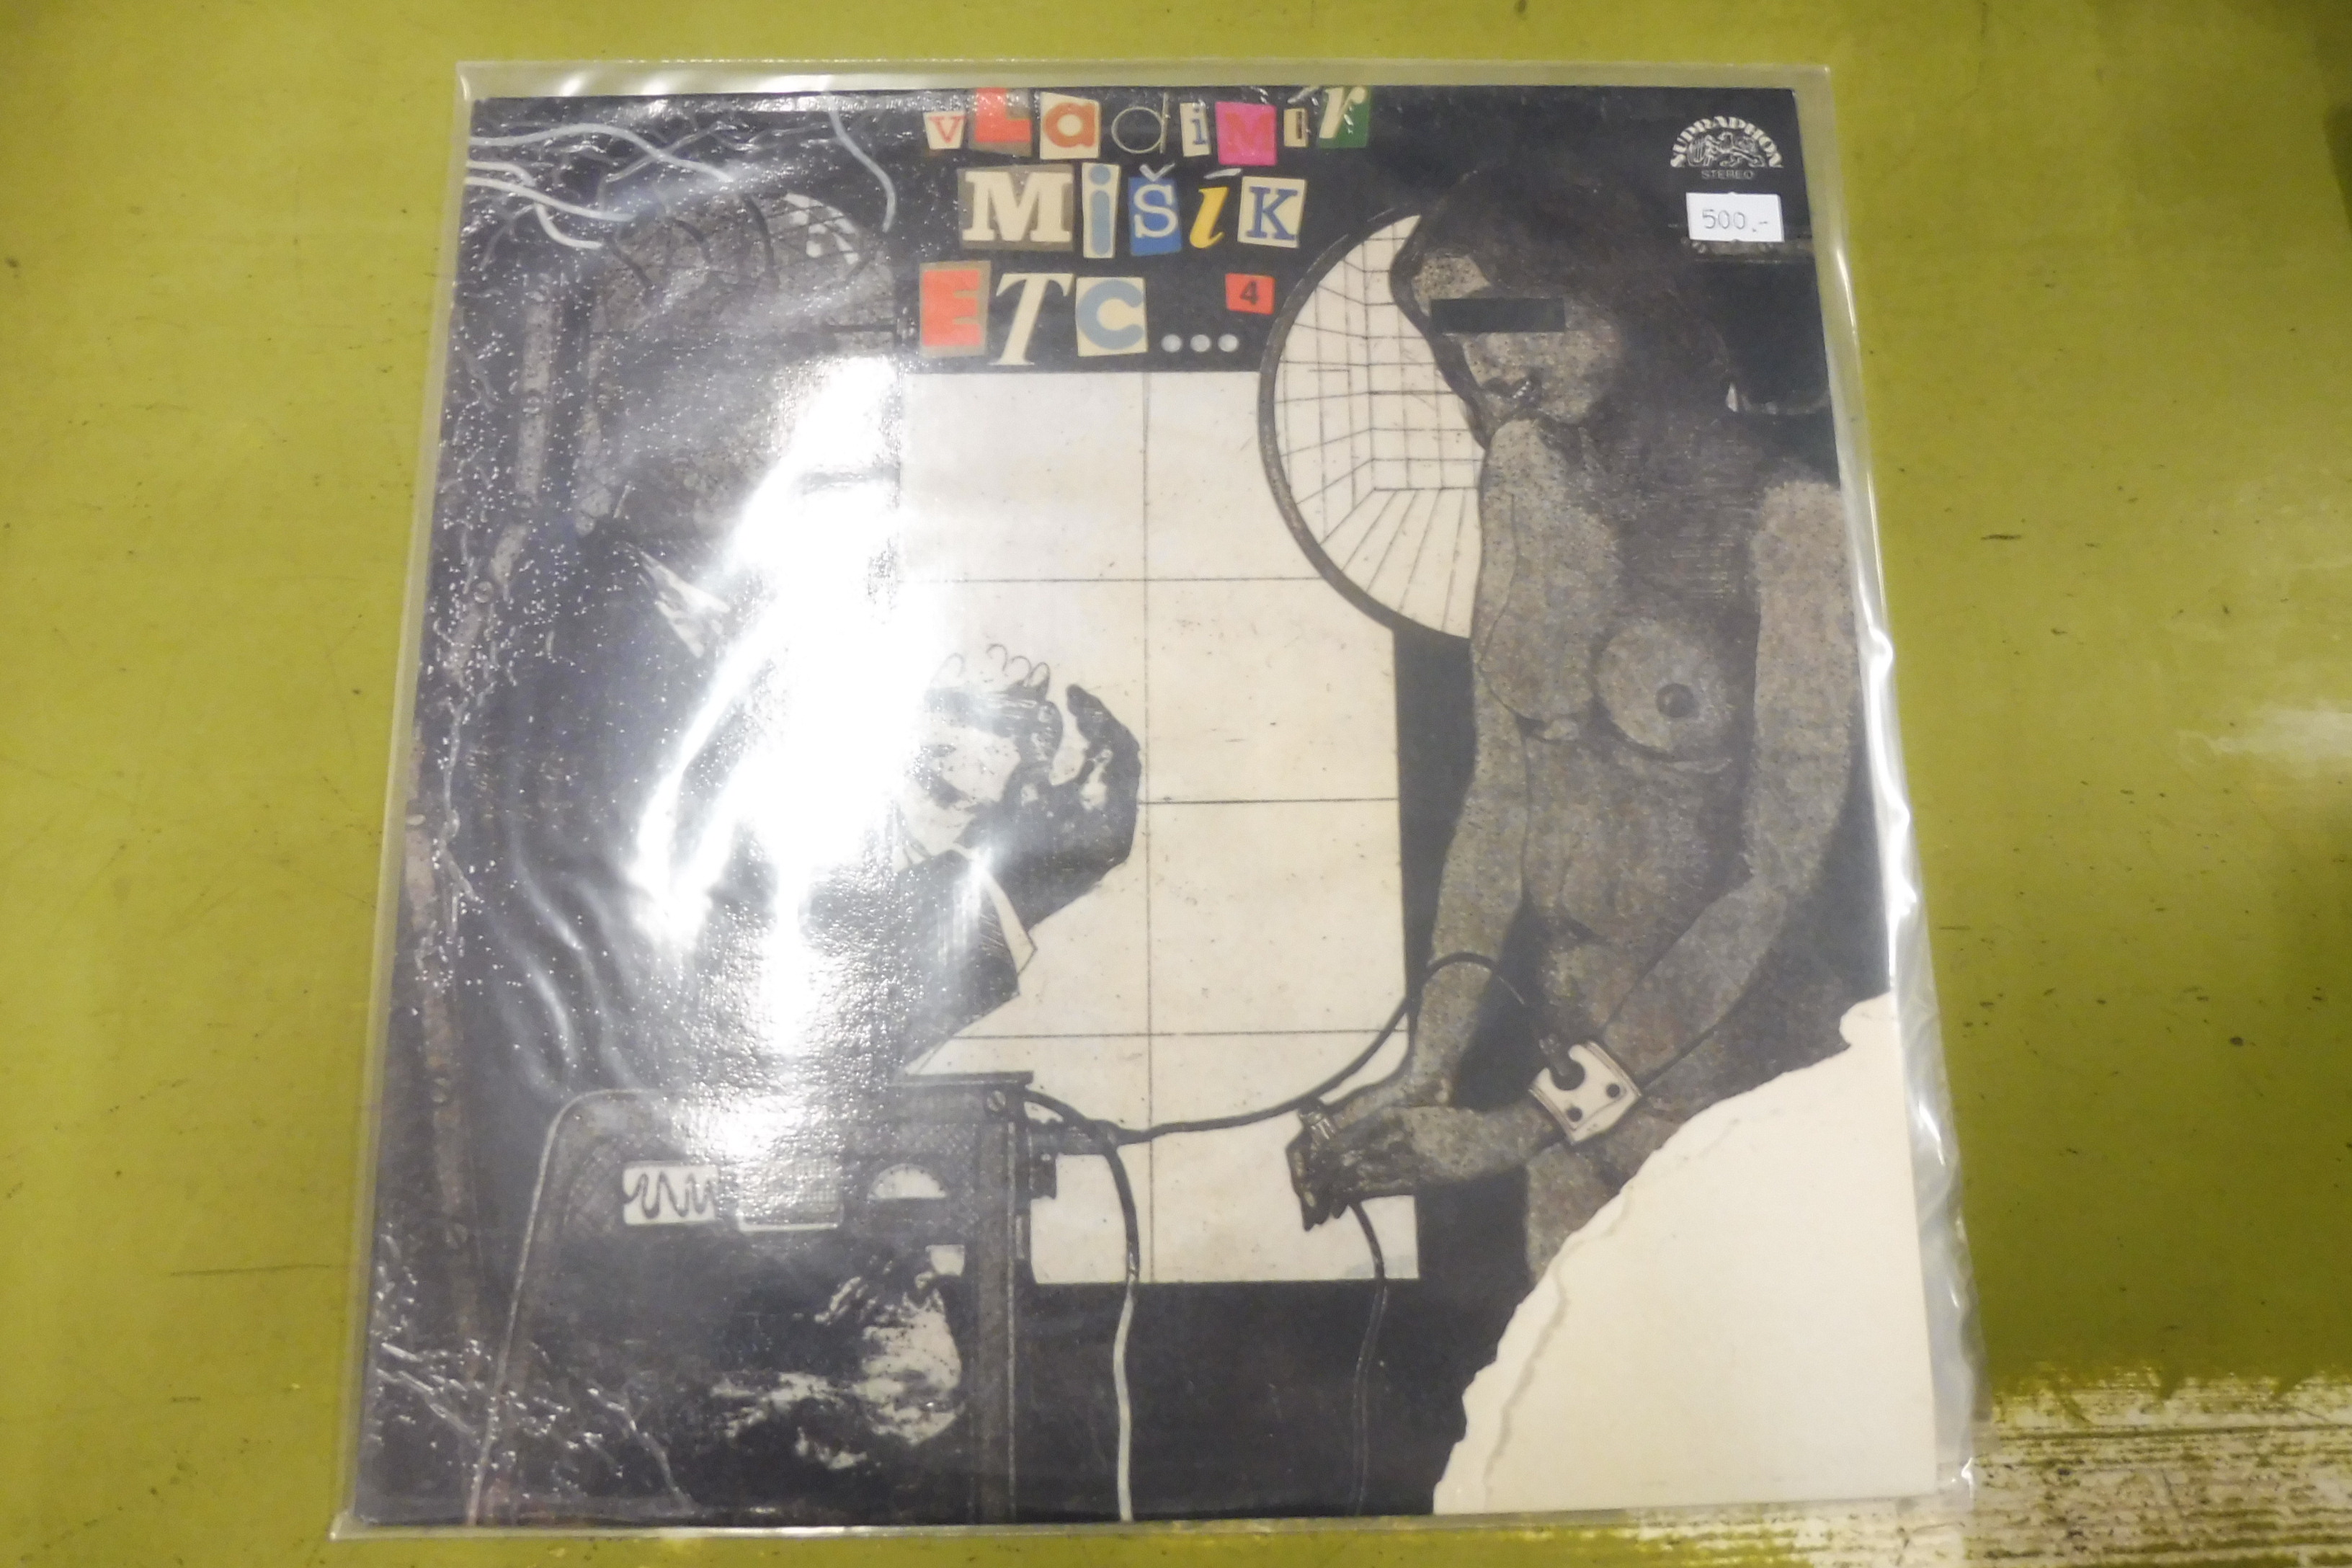 vLadiMír
MiŠíK
ETC... 4
SUPRAPHON
STEREO
500.-